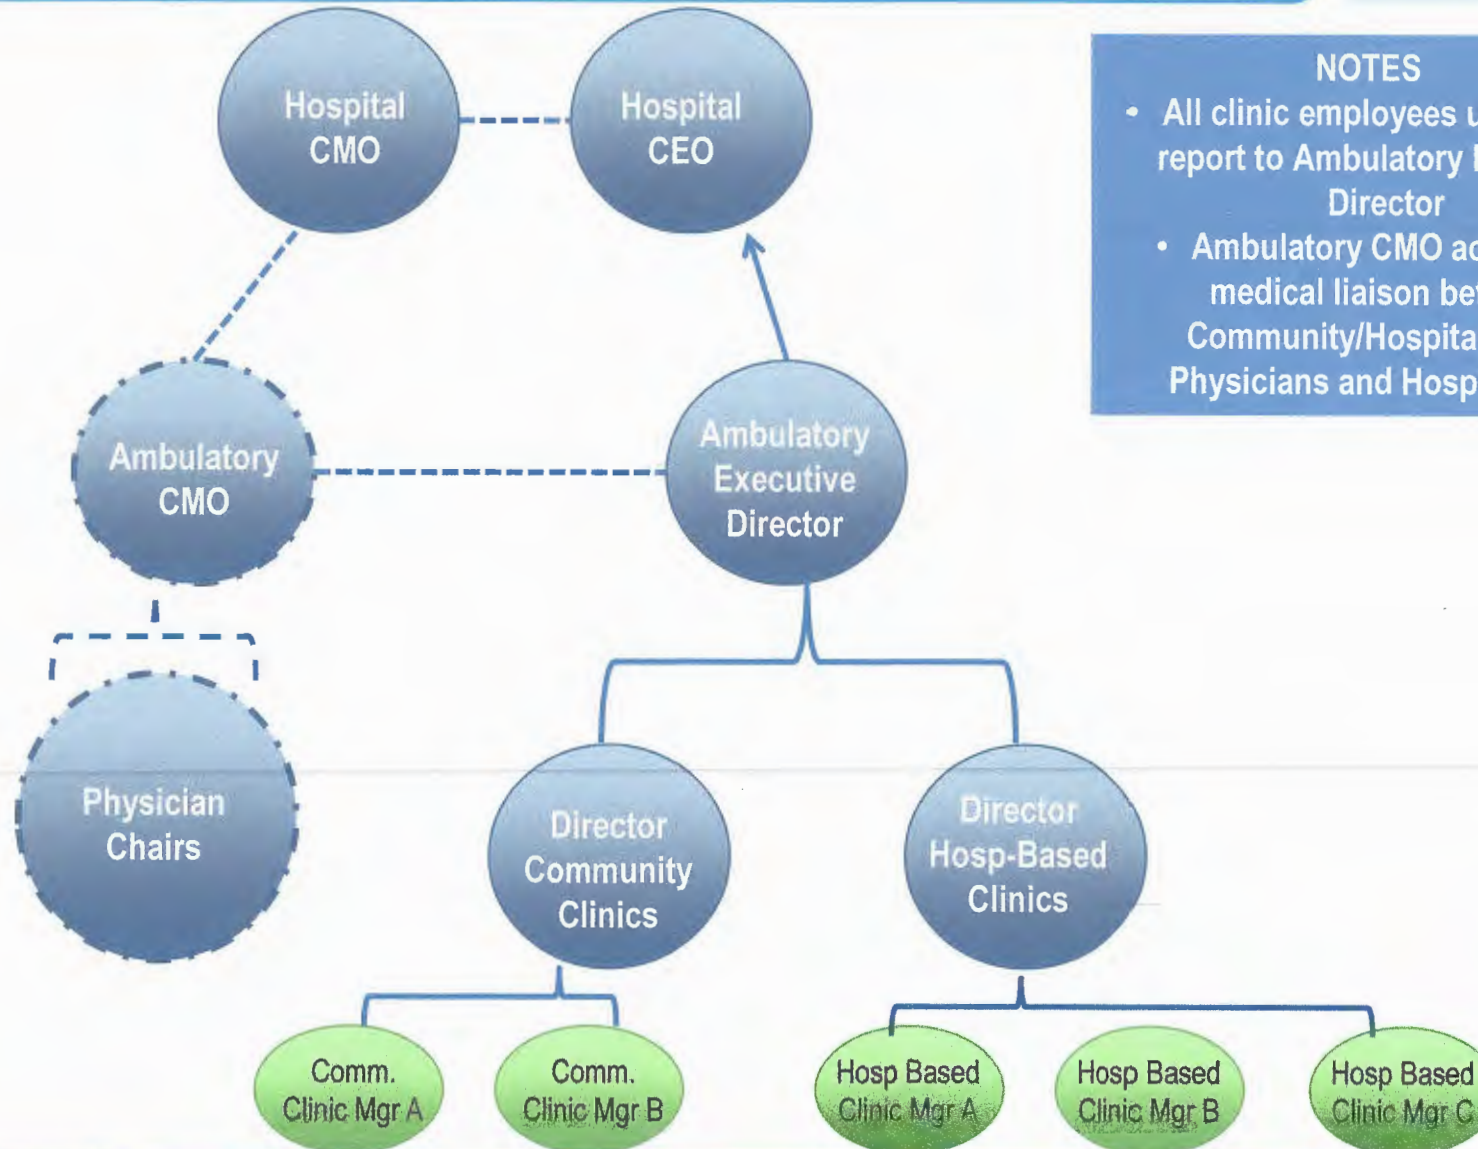 Hospital
CMO
Hospital
CEO
NOTES
• All clinic employees
report to Ambulatory
Director
• Ambulatory CMO
medical liaison
Community/
Physicians and
Ambulatory
CMO
Ambulatory
Executive
Director
Physician
Chairs
Director
Community
Clinics
Director
Hosp-Based
Clinics
Comm.
Clinic Mgr A
Comm.
Clinic Mgr B
Hosp Based
Clinic Mgr A
Hosp Based
Clinic Mgr B
Hosp Based
Clinic Mgr C